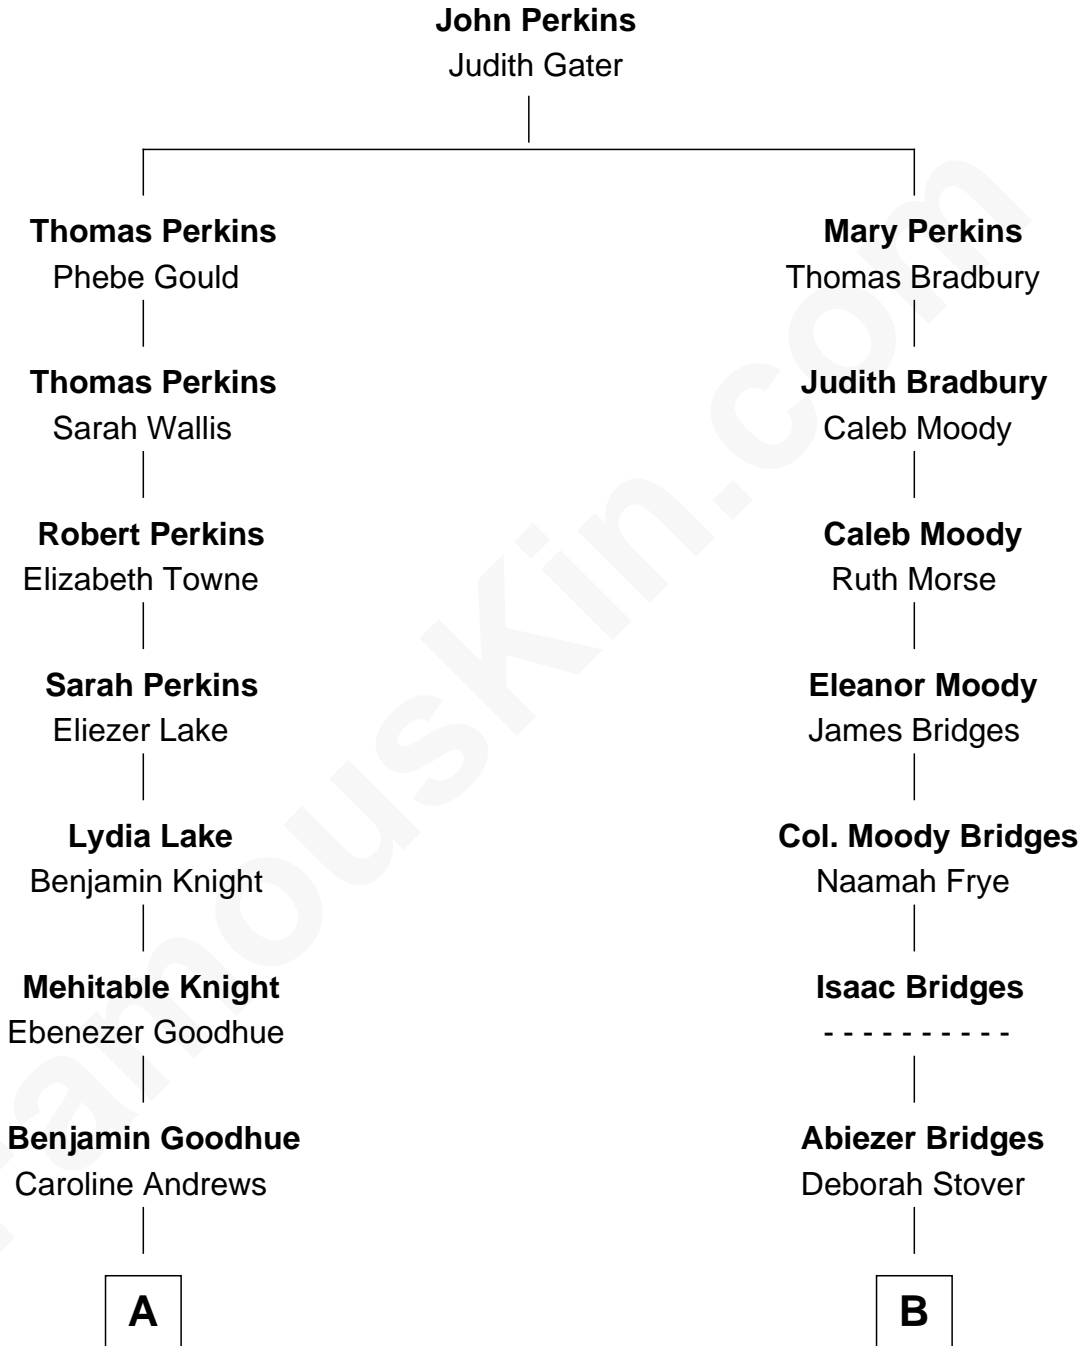 John Perkins
Judith Gater
Thomas Perkins
Phebe Gould
Mary Perkins
Thomas Bradbury
Thomas Perkins
Sarah Wallis
Judith Bradbury
Caleb Moody
Robert Perkins
Elizabeth Towne
Caleb Moody
Ruth Morse
Sarah Perkins
Eliezer Lake
Eleanor Moody
James Bridges
Lydia Lake
Benjamin Knight
Col. Moody Bridges
Naamah Frye
Mehitable Knight
Ebenezer Goodhue
Isaac Bridges
- - - - - - - - - -
Benjamin Goodhue
Caroline Andrews
Abiezer Bridges
Deborah Stover
A
B
FamousKin.com